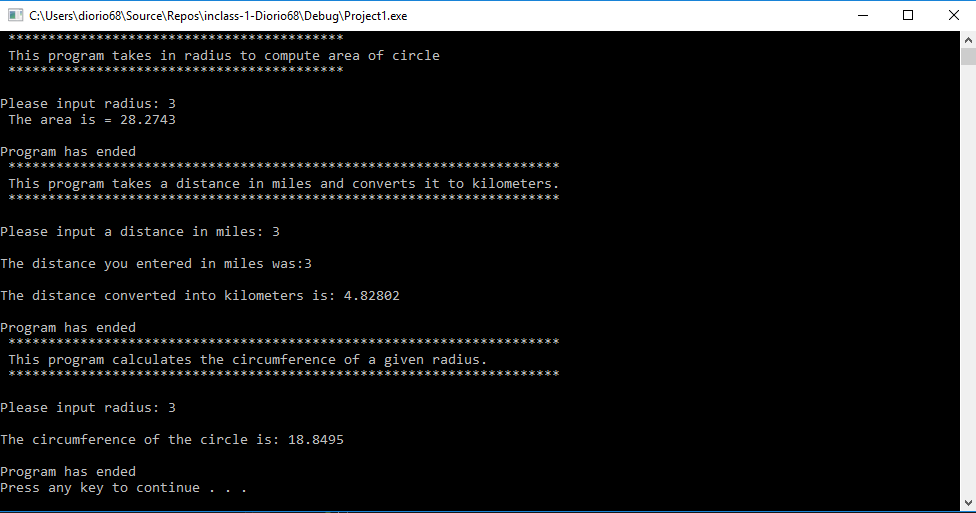 C:\Users\diorio68\Source\Repos\inclass-1-Diorio68\Debug\Project1.exe
******************************************
This program takes in radius to compute area of circle
******************************************
Please input radius: 3
The area is = 28.2743
Program has ended
*********************************************************************
This program takes a distance in miles and converts it to kilometers.
*********************************************************************
Please input a distance in miles: 3
The distance you entered in miles was:3
The distance converted into kilometers is: 4.82802
Program has ended
*********************************************************************
This program calculates the circumference of a given radius.
*********************************************************************
Please input radius: 3
The circumference of the circle is: 18.8495
Program has ended
Press any key to continue . . .